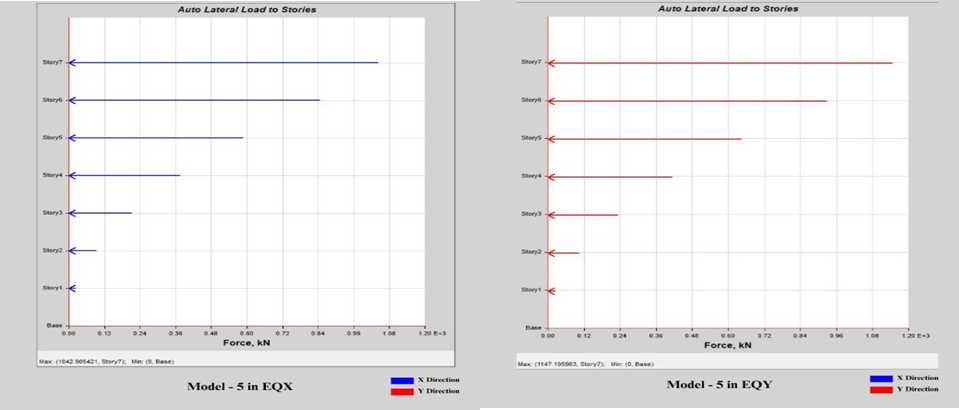 Auto Lateral Load to Stories
Story7
Story6
Story5
Story4
Story3
Story2
Story1
Base
0.00 0.12 0.24 0.36 0.48 0.60 0.72 0.84 0.96 1.08 1.20 E+3
Force, kN
Max: (1042.905421, Story7); Min: (0, Base)
Model - 5 in EQX
X Direction
Y Direction
Auto Lateral Load to Stories
Story7
Story6
Story5
Story4
Story3
Story2
Story1
Base
0.00 0.12 0.24 0.36 0.48 0.60 0.72 0.84 0.96 1.08 1.20 E+3
Force, kN
Max: (1147.195963, Story7); Min: (0, Base)
Model - 5 in EQY
X Direction
Y Direction